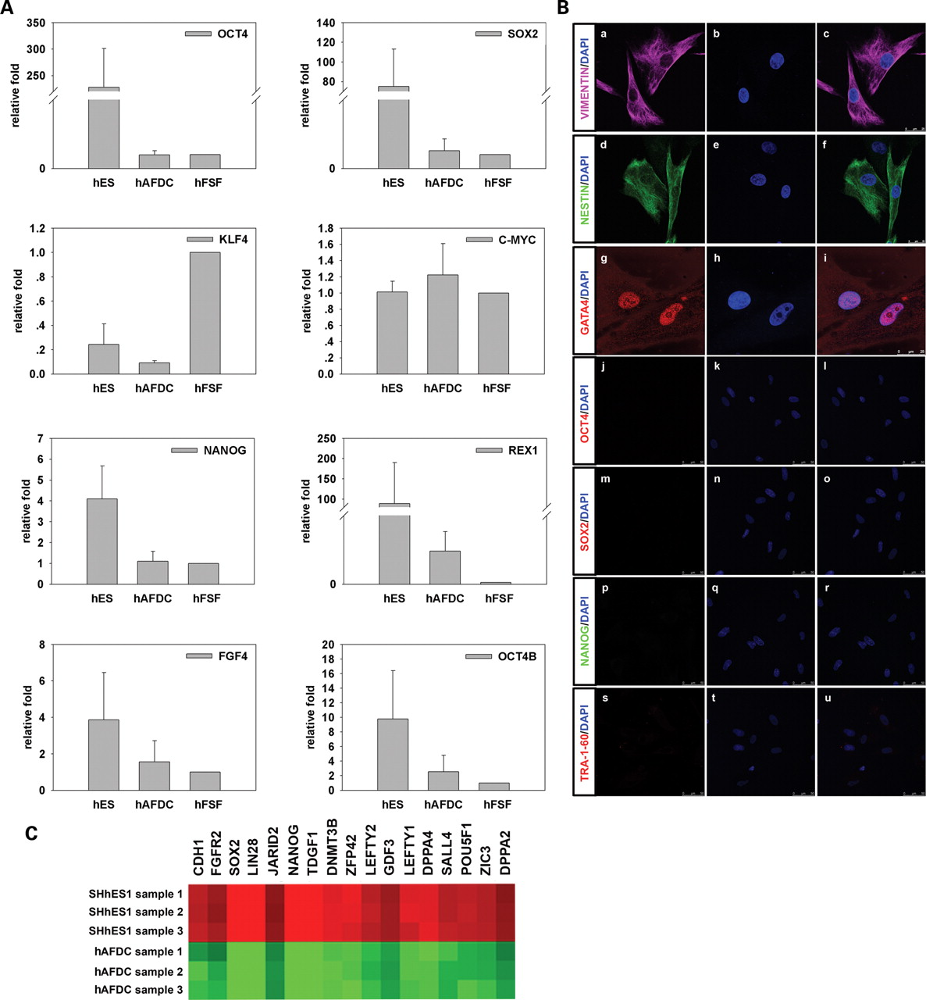 A
350
300
250
0
relative fold
OCT4
hES
hAFDC
hFSF
140
120
100
80
0
relative fold
SOX2
hES
hAFDC
hFSF
1.2
1.0
.8
.6
.4
.2
0.0
relative fold
KLF4
hES
hAFDC
hFSF
1.8
1.6
1.4
1.2
1.0
.8
.6
.4
.2
0.0
relative fold
C-MYC
hES
hAFDC
hFSF
7
6
5
4
3
2
1
0
relative fold
NANOG
hES
hAFDC
hFSF
250
200
150
100
0
relative fold
REX1
hES
hAFDC
hFSF
8
6
4
2
0
relative fold
FGF4
hES
hAFDC
hFSF
20
18
16
14
12
10
8
6
4
2
0
relative fold
OCT4B
hES
hAFDC
hFSF
B
VIMENTIN/DAPI
a
b
c
NESTIN/DAPI
d
e
f
GATA4/DAPI
g
h
i
0 µm 25
OCT4/DAPI
j
k
l
SOX2/DAPI
m
n
o
NANOG/DAPI
p
q
r
TRA-1-60/DAPI
s
t
u
C
CDH1
FGFR2
SOX2
LIN28
JARID2
NANOG
TDGF1
DNMT3B
ZFP42
LEFTY2
GDF3
LEFTY1
DPPA4
SALL4
POU5F1
ZIC3
DPPA2
SHhES1 sample 1
SHhES1 sample 2
SHhES1 sample 3
hAFDC sample 1
hAFDC sample 2
hAFDC sample 3